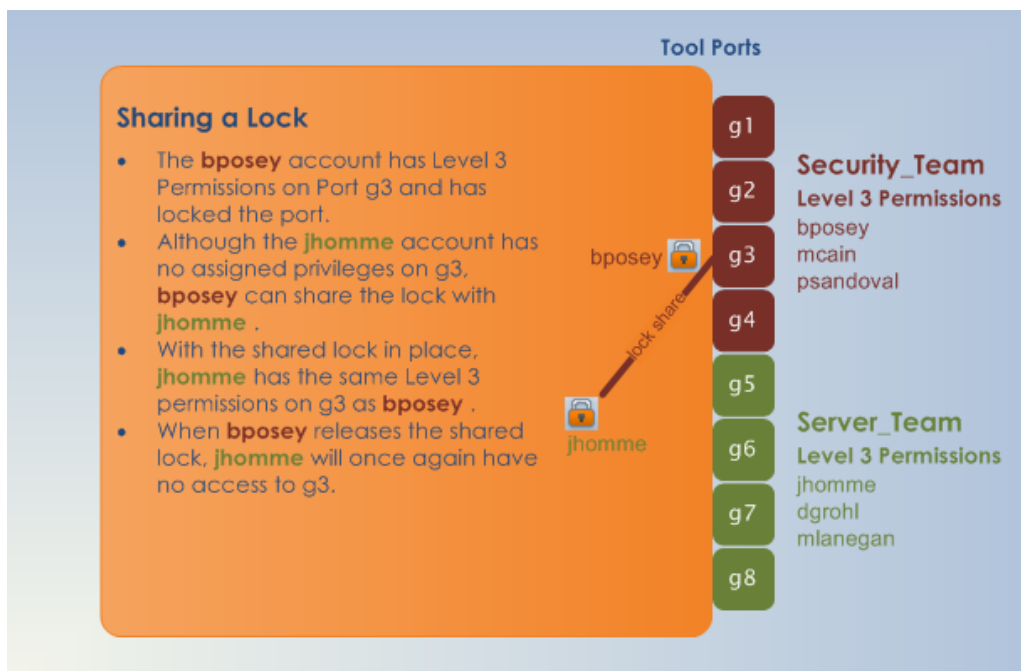 Tool Ports
Sharing a Lock
• The bposey account has Level 3
Permissions on Port g3 and has
locked the port.
• Although the jhomme account has
no assigned privileges on g3,
bposey can share the lock with
jhomme .
• With the shared lock in place,
jhomme has the same Level 3
permissions on g3 as bposey .
• When bposey releases the shared
lock, jhomme will once again have
no access to g3.
bposey
lock share
jhomme
g1
g2
g3
g4
g5
g6
g7
g8
Security_Team
Level 3 Permissions
bposey
mcain
psandoval
Server_Team
Level 3 Permissions
jhomme
dgrohl
mlanegan